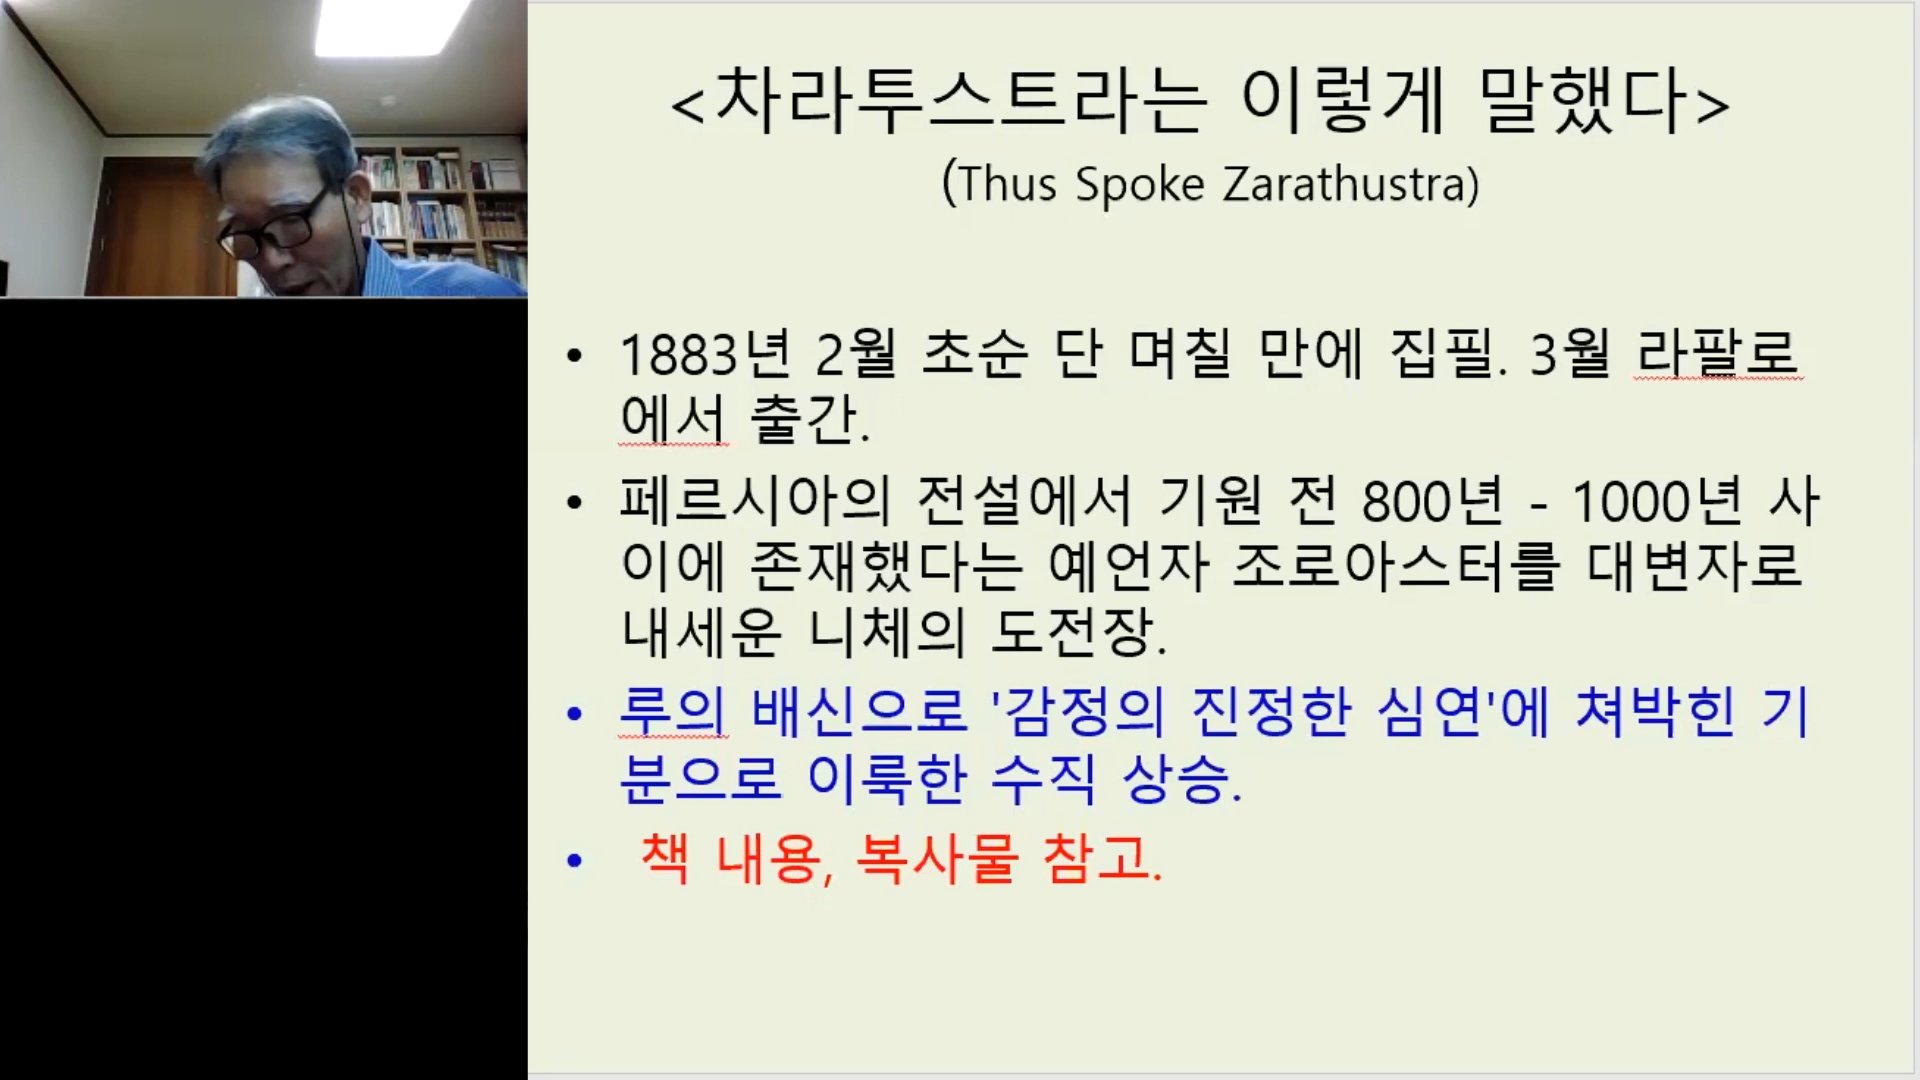 <차라투스트라는 이렇게 말했다>
(Thus Spoke Zarathustra)
• 1883년 2월 초순 단 며칠 만에 집필. 3월 라팔로
에서 출간.
• 페르시아의 전설에서 기원 전 800년 - 1000년 사
이에 존재했다는 예언자 조로아스터를 대변자로
내세운 니체의 도전장.
• 루의 배신으로 '감정의 진정한 심연'에 쳐박힌 기
분으로 이룩한 수직 상승.
• 책 내용, 복사물 참고.